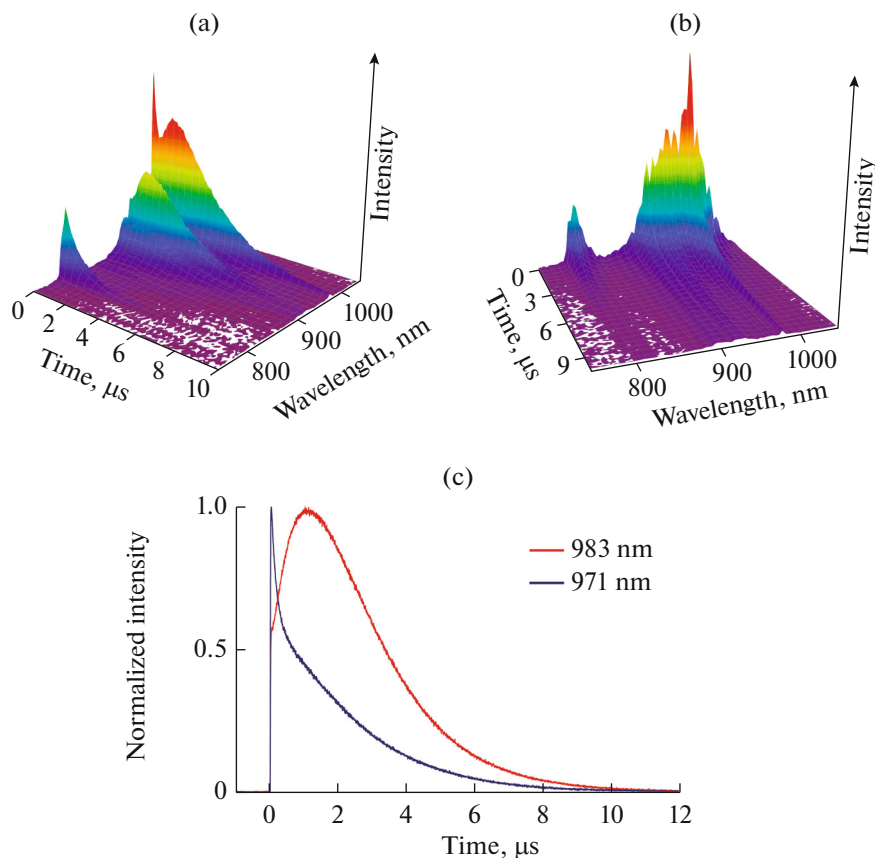 (a)
Intensity
0
2
4
6
8
10
Time, μs
800
900
1000
Wavelength, nm
(b)
Intensity
0
3
6
9
Time, μs
800
900
1000
Wavelength, nm
(c)
1.0
0.5
0
Normalized intensity
983 nm
971 nm
0
2
4
6
8
10
12
Time, μs